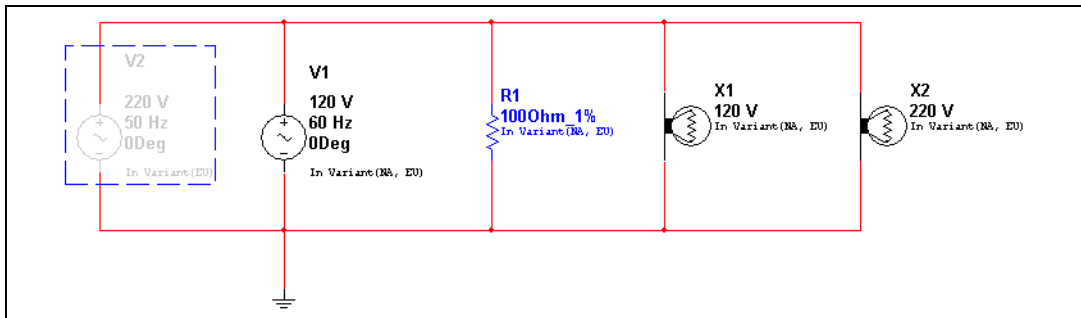 V2
220 V
50 Hz
0Deg
In Variant(EU)
V1
120 V
60 Hz
0Deg
In Variant(NA, EU)
R1
100Ohm_1%
In Variant(NA, EU)
X1
120 V
In Variant(NA, EU)
X2
220 V
In Variant(NA, EU)